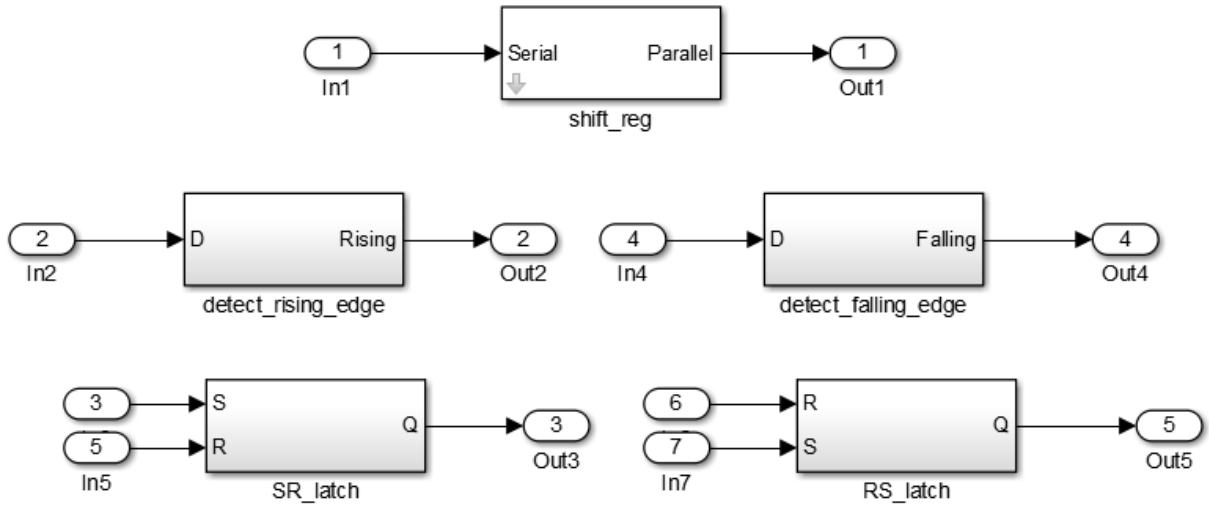 1 Serial Parallel 1
In1 Out1
shift_reg
2 D Rising 2
In2 Out2
detect_rising_edge
4 D Falling 4
In4 Out4
detect_falling_edge
3 S
5 R Q 3
In5 Out3
SR_latch
6 R
7 S Q 5
In7 Out5
RS_latch